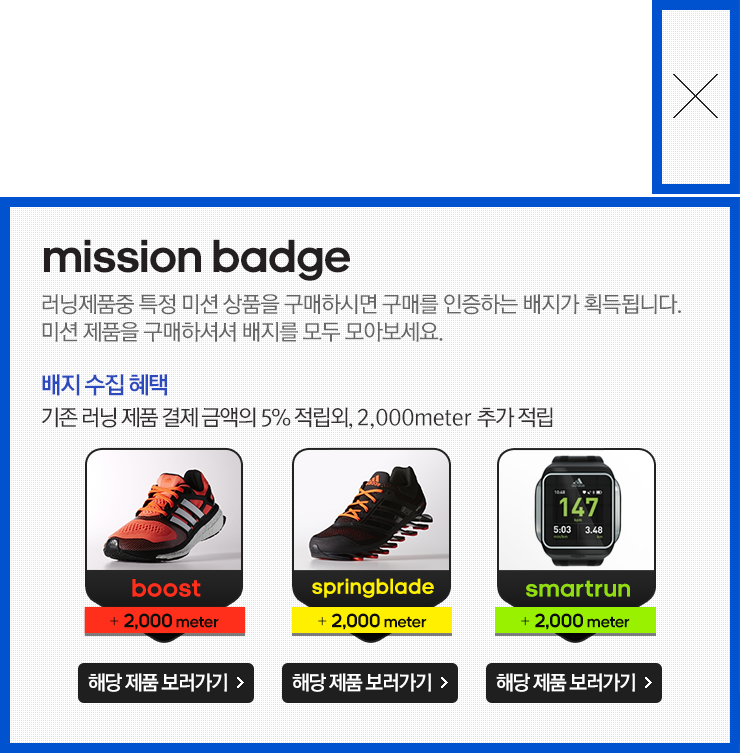 mission badge
러닝제품중 특정 미션 상품을 구매하시면 구매를 인증하는 배지가 획득됩니다.
미션 제품을 구매하셔서 배지를 모두 모아보세요.
배지 수집 혜택
기존 러닝 제품 결제 금액의 5% 적립외, 2,000meter 추가 적립
147
5:03 3.48
boost springblade smartrun
+ 2,000 meter + 2,000 meter + 2,000 meter
해당 제품 보러가기 > 해당 제품 보러가기 > 해당 제품 보러가기 >